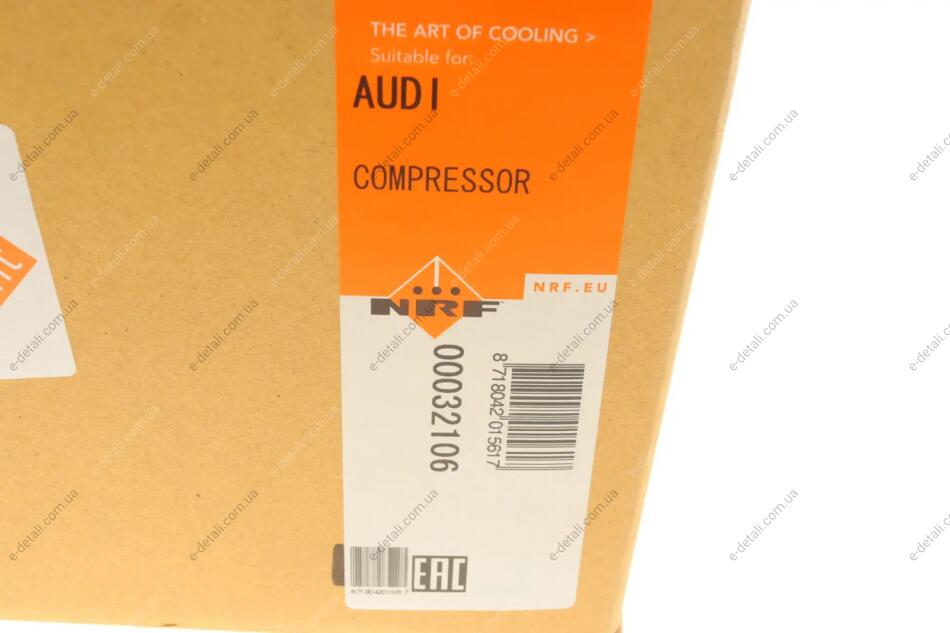 THE ART OF COOLING >
Suitable for:
AUDI
COMPRESSOR
NRF.EU
NRF
00032106
8 718042 015617
EAC
e-detali.com.ua